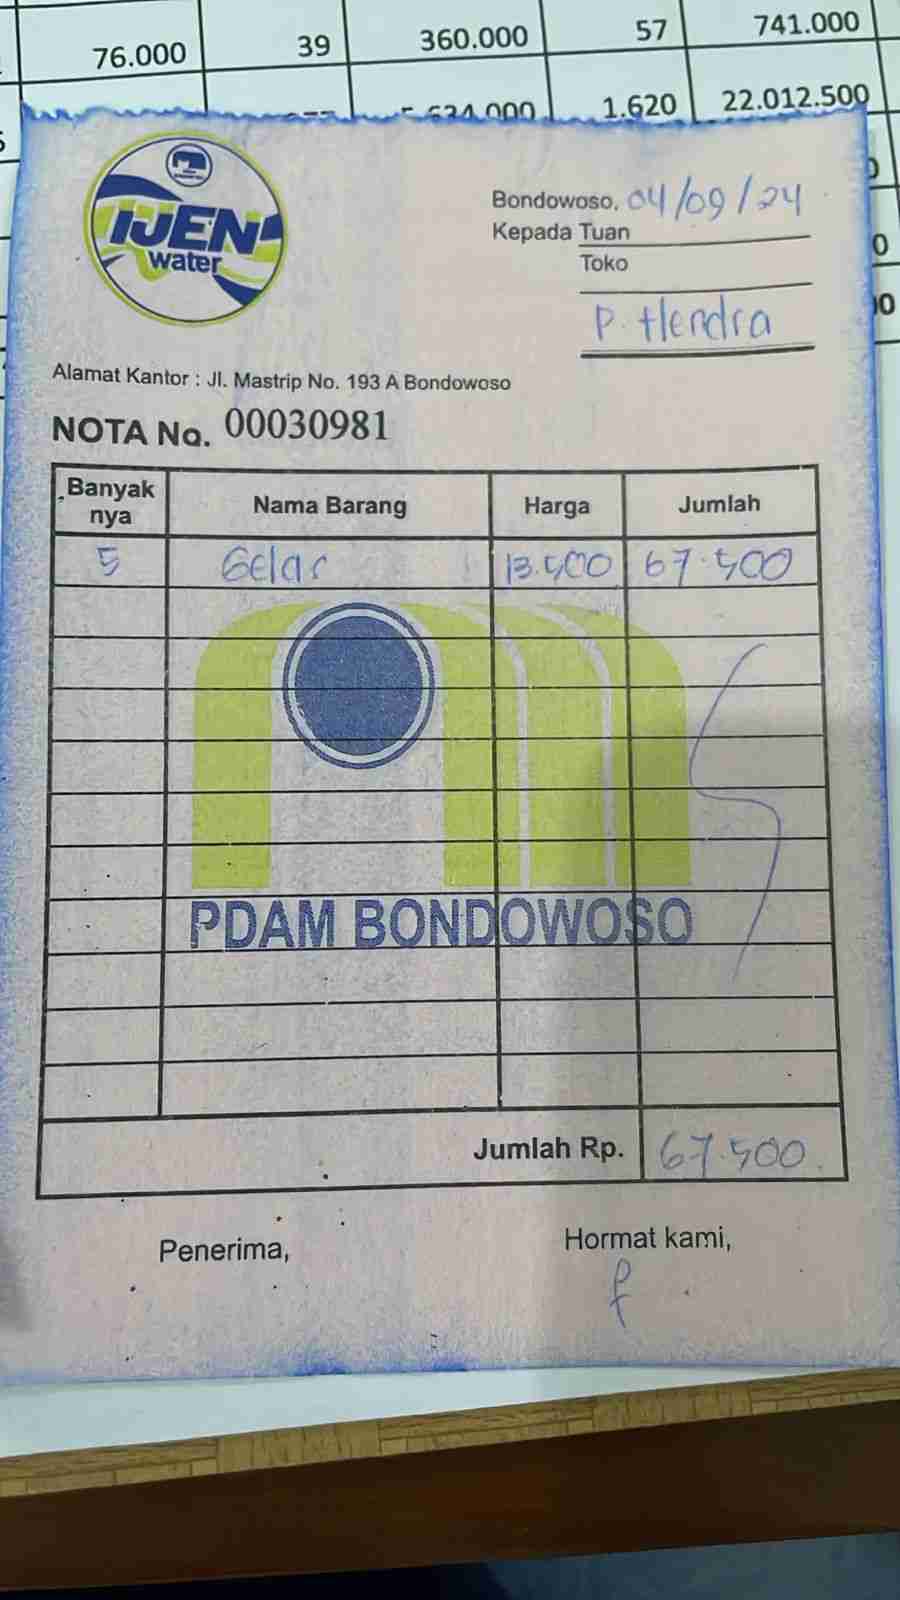 76.000 39 360.000 57 741.000
1.620 22.012.500
IJEN
water
Bondowoso, 04/09/24
Kepada Tuan
Toko
P. Hendra
Alamat Kantor : Jl. Mastrip No. 193 A Bondowoso
NOTA No. 00030981
Banyak nya Nama Barang Harga Jumlah
5 Gelas 13.500 67.500
PDAM BONDOWOSO
Jumlah Rp. 67.500
Penerima, Hormat kami,